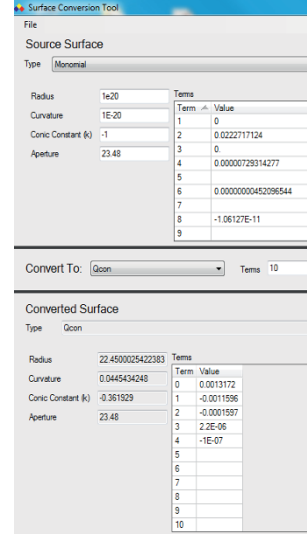 Surface Conversion Tool
File
Source Surface
Type Monomial
Radius 1e20
Curvature 1E-20
Conic Constant (k) -1
Aperture 23.48
Terms
Term Value
1 0
2 0.0222717124
3 0.
4 0.00000729314277
5
6 0.00000000452096544
7
8 -1.06127E-11
9
Convert To: Qcon Terms 10
Converted Surface
Type Qcon
Radius 22.4500025422383
Curvature 0.0445434248
Conic Constant (k) -0.361929
Aperture 23.48
Terms
Term Value
0 0.0013172
1 -0.0011596
2 -0.0001597
3 2.2E-06
4 -1E-07
5
6
7
8
9
10